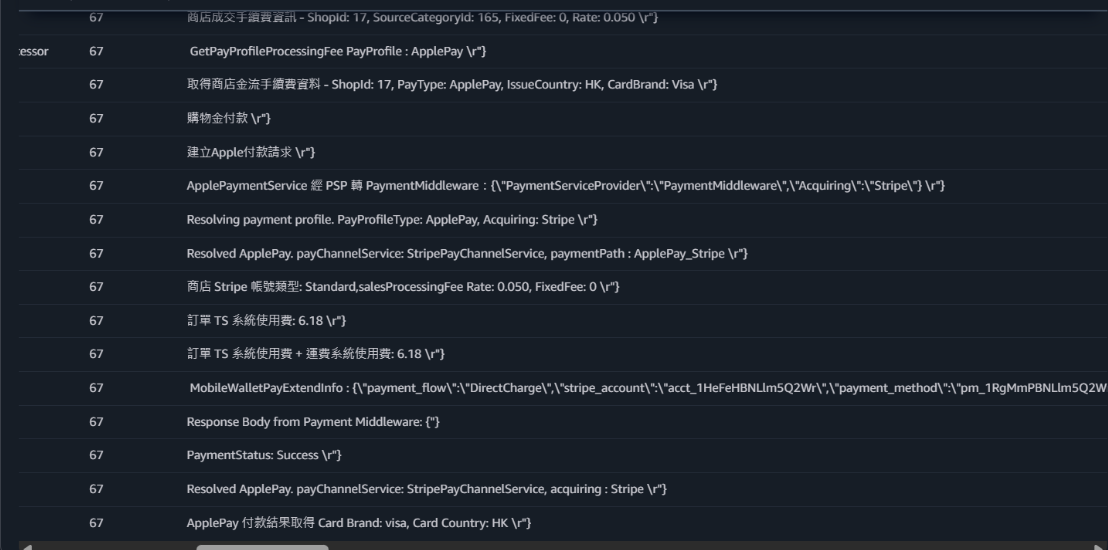 67 商店成交手續費資訊 - ShopId: 17, SourceCategoryId: 165, FixedFee: 0, Rate: 0.050 \r"}
essor 67 GetPayProfileProcessingFee PayProfile : ApplePay \r"}
67 取得商店金流手續費資料 - ShopId: 17, PayType: ApplePay, IssueCountry: HK, CardBrand: Visa \r"}
67 購物金付款 \r"}
67 建立Apple付款請求 \r"}
67 ApplePaymentService 經 PSP 轉 PaymentMiddleware：{\"PaymentServiceProvider\":\"PaymentMiddleware\",\"Acquiring\":\"Stripe\"} \r"}
67 Resolving payment profile. PayProfileType: ApplePay, Acquiring: Stripe \r"}
67 Resolved ApplePay. payChannelService: StripePayChannelService, paymentPath : ApplePay_Stripe \r"}
67 商店 Stripe 帳號類型: Standard,salesProcessingFee Rate: 0.050, FixedFee: 0 \r"}
67 訂單 TS 系統使用費: 6.18 \r"}
67 訂單 TS 系統使用費 + 運費系統使用費: 6.18 \r"}
67 MobileWalletPayExtendInfo : {\"payment_flow\":\"DirectCharge\",\"stripe_account\":\"acct_1HeFeHBNLlm5Q2Wr\",\"payment_method\":\"pm_1RgMmPBNLlm5Q2W
67 Response Body from Payment Middleware: {"}
67 PaymentStatus: Success \r"}
67 Resolved ApplePay. payChannelService: StripePayChannelService, acquiring : Stripe \r"}
67 ApplePay 付款結果取得 Card Brand: visa, Card Country: HK \r"}